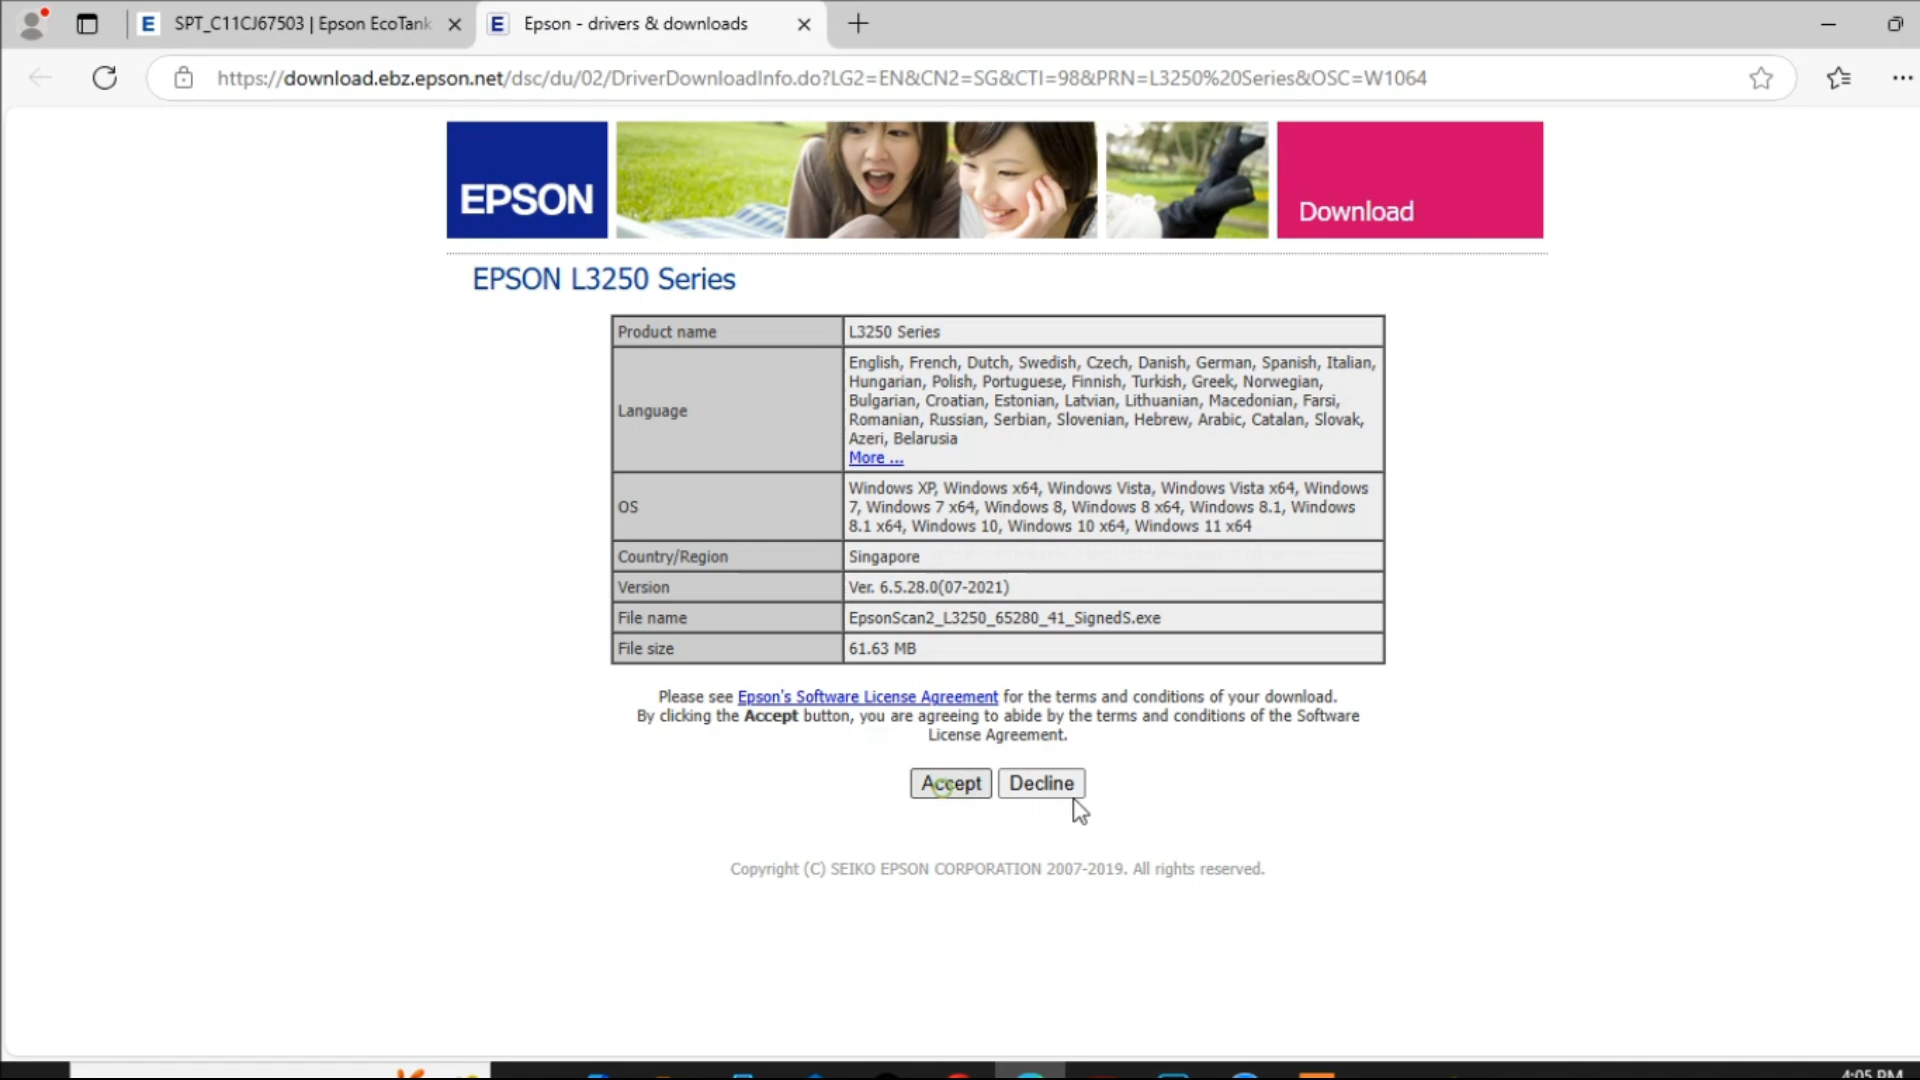 SPT_C11CJ67503 | Epson EcoTank
Epson - drivers & downloads
https://download.ebz.epson.net/dsc/du/02/DriverDownloadInfo.do?LG2=EN&CN2=SG&CTI=98&PRN=L3250%20Series&OSC=W1064
EPSON
Download
EPSON L3250 Series
Product name L3250 Series
Language English, French, Dutch, Swedish, Czech, Danish, German, Spanish, Italian,
Hungarian, Polish, Portuguese, Finnish, Turkish, Greek, Norwegian,
Bulgarian, Croatian, Estonian, Latvian, Lithuanian, Macedonian, Farsi,
Romanian, Russian, Serbian, Slovenian, Hebrew, Arabic, Catalan, Slovak,
Azeri, Belarusia
More ...
OS Windows XP, Windows x64, Windows Vista, Windows Vista x64, Windows
7, Windows 7 x64, Windows 8, Windows 8 x64, Windows 8.1, Windows
8.1 x64, Windows 10, Windows 10 x64, Windows 11 x64
Country/Region Singapore
Version Ver. 6.5.28.0(07-2021)
File name EpsonScan2_L3250_65280_41_SignedS.exe
File size 61.63 MB
Please see Epson's Software License Agreement for the terms and conditions of your download.
By clicking the Accept button, you are agreeing to abide by the terms and conditions of the Software
License Agreement.
Accept Decline
Copyright (C) SEIKO EPSON CORPORATION 2007-2019. All rights reserved.
4:05 PM